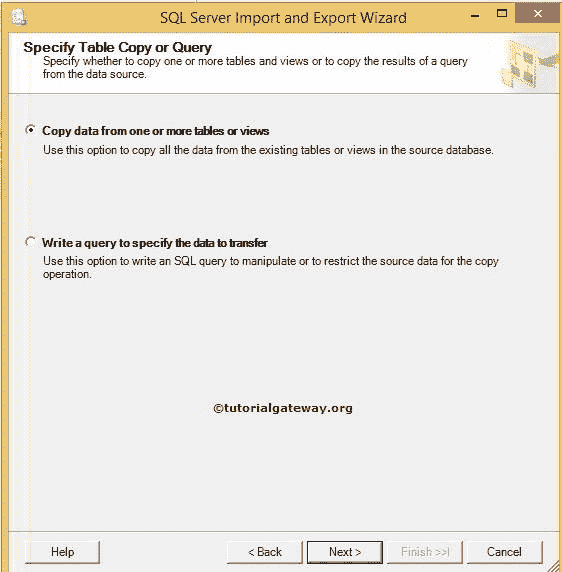 SQL Server Import and Export Wizard
Specify Table Copy or Query
Specify whether to copy one or more tables and views or to copy the results of a query
from the data source.
Copy data from one or more tables or views
Use this option to copy all the data from the existing tables or views in the source database.
Write a query to specify the data to transfer
Use this option to write an SQL query to manipulate or to restrict the source data for the copy
operation.
©tutorialgateway.org
Help
< Back
Next >
Finish >>|
Cancel